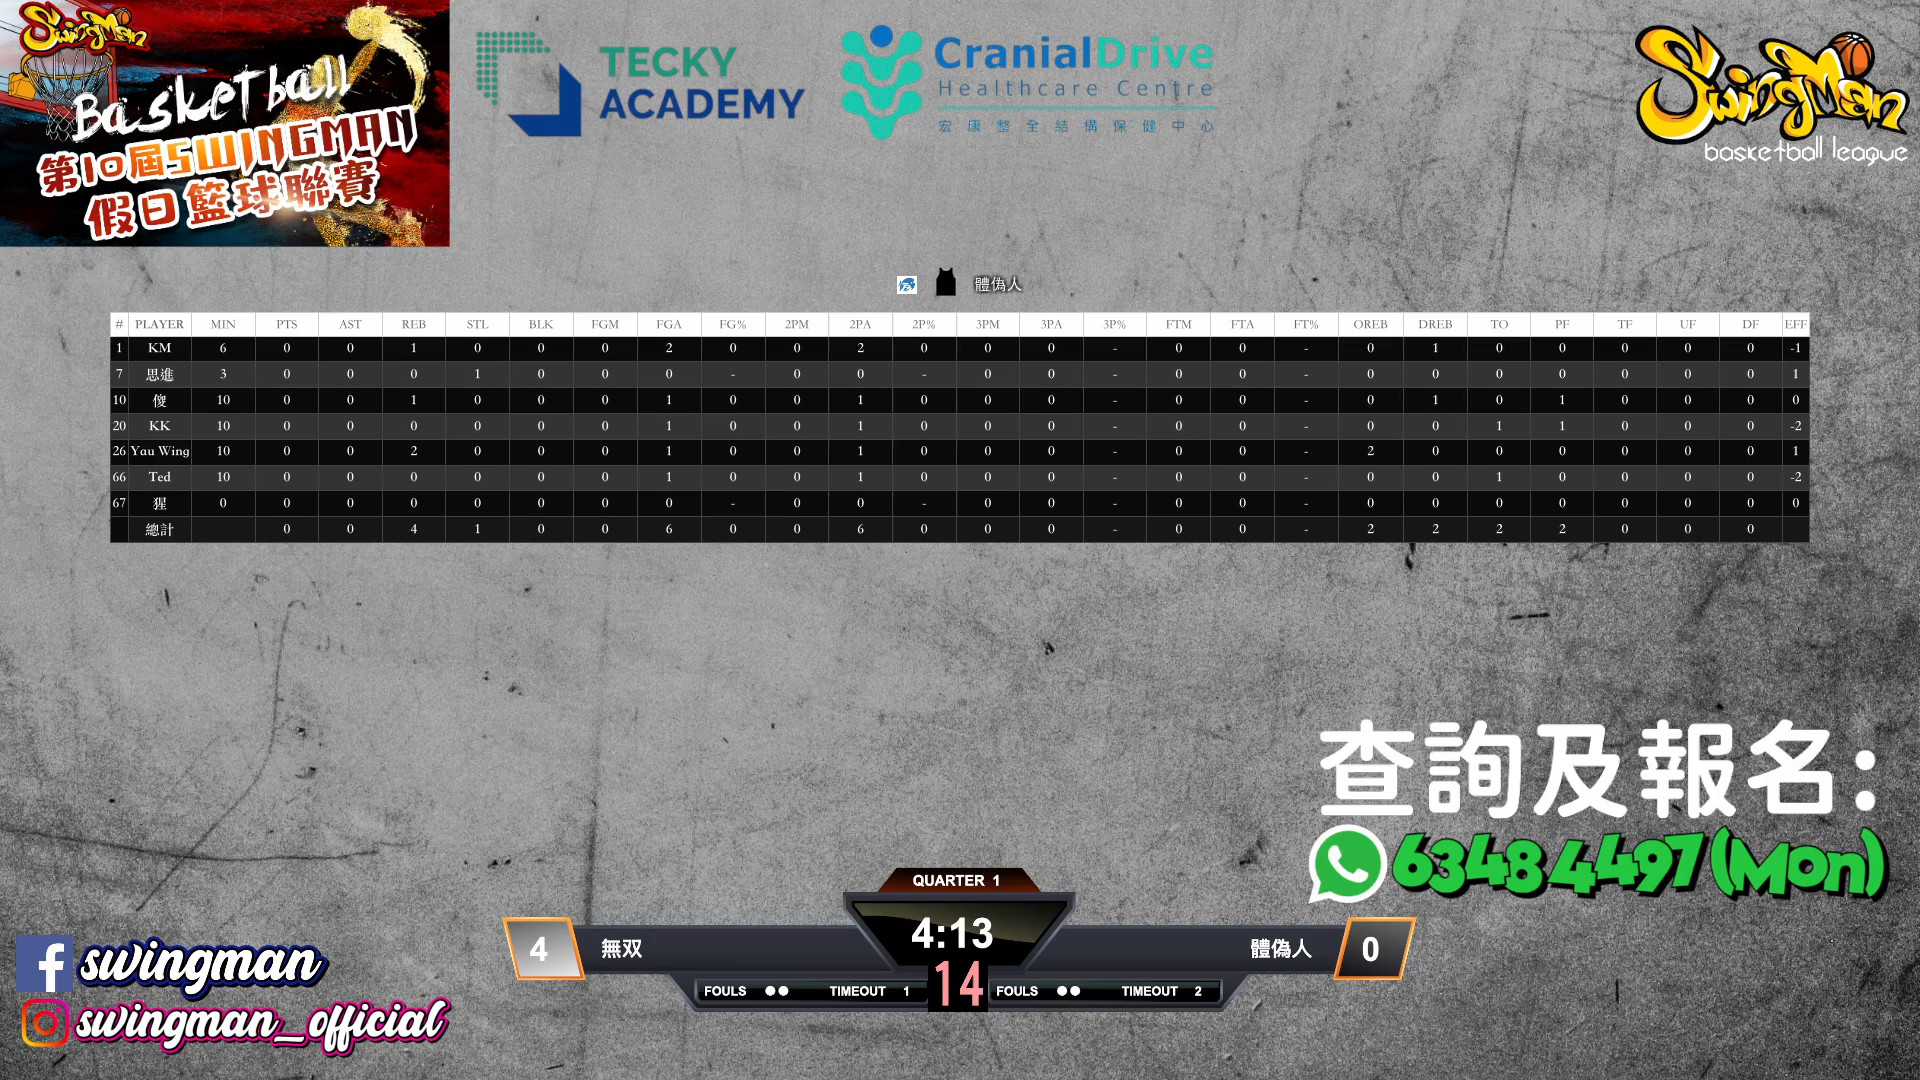 SwingMan
Basketball
第10屆SWINGMAN
假日籃球聯賽
TECKY
ACADEMY
CranialDrive
Healthcare Centre
宏康整全結構保健中心
SwingMan
basketball league
體偽人
# PLAYER MIN PTS AST REB STL BLK FGM FGA FG% 2PM 2PA 2P% 3PM 3PA 3P% FTM FTA FT% OREB DREB TO PF TF UF DF EFF
1 KM 6 0 0 1 0 0 0 2 0 0 2 0 0 0 - 0 0 - 0 1 0 0 0 0 0 -1
7 思進 3 0 0 0 1 0 0 0 - 0 0 - 0 0 - 0 0 - 0 0 0 0 0 0 0 1
10 傻 10 0 0 1 0 0 0 1 0 0 1 0 0 0 - 0 0 - 0 1 0 1 0 0 0 0
20 KK 10 0 0 0 0 0 0 1 0 0 1 0 0 0 - 0 0 - 0 0 1 1 0 0 0 -2
26 Yau Wing 10 0 0 2 0 0 0 1 0 0 1 0 0 0 - 0 0 - 2 0 0 0 0 0 0 1
66 Ted 10 0 0 0 0 0 0 1 0 0 1 0 0 0 - 0 0 - 0 0 1 0 0 0 0 -2
67 猩 0 0 0 0 0 0 0 0 - 0 0 - 0 0 - 0 0 - 0 0 0 0 0 0 0 0
總計 0 0 4 1 0 0 6 0 0 6 0 0 0 - 0 0 - 2 2 2 2 0 0 0
查詢及報名:
6348 4497 (Mon)
QUARTER 1
4:13
4 無双
體偽人 0
14
FOULS TIMEOUT 1
FOULS TIMEOUT 2
swingman
swingman_official